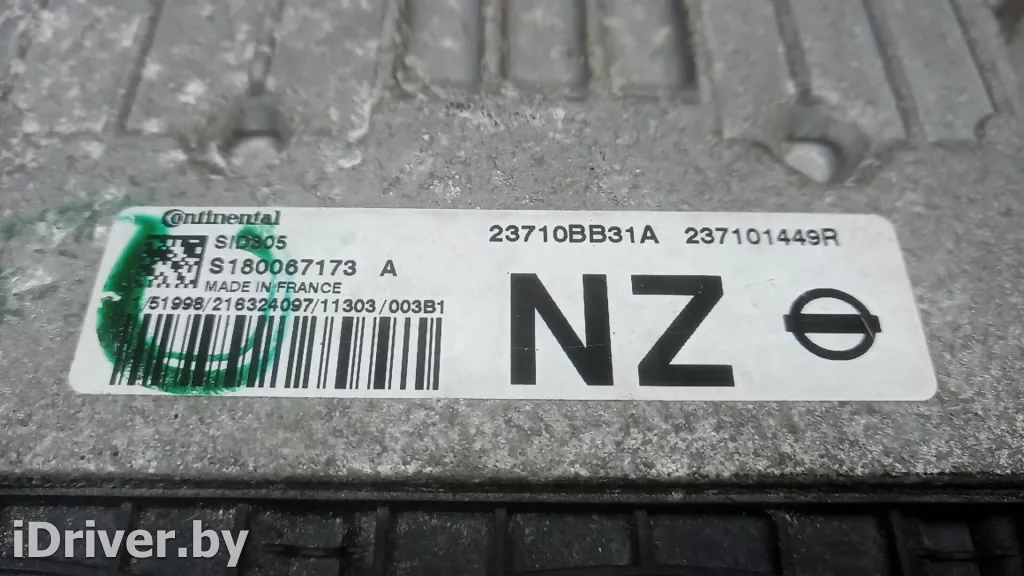 Continental
SID305
S180067173 A
MADE IN FRANCE
/51998/216324097/11303/003B1
23710BB31A 237101449R
NZ
iDriver.by